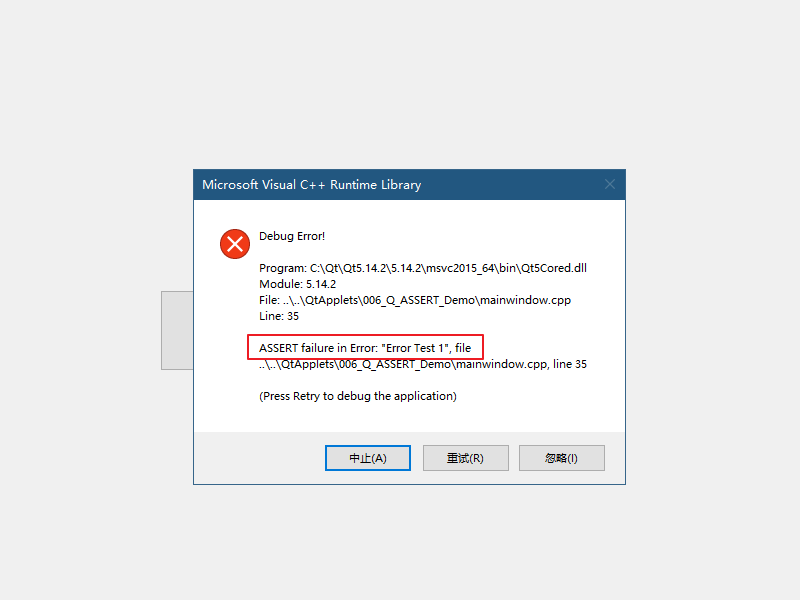 Microsoft Visual C++ Runtime Library
Debug Error!
Program: C:\Qt\Qt5.14.2\5.14.2\msvc2015_64\bin\Qt5Cored.dll
Module: 5.14.2
File: ..\..\QtApplets\006_Q_ASSERT_Demo\mainwindow.cpp
Line: 35
ASSERT failure in Error: "Error Test 1", file
..\..\QtApplets\006_Q_ASSERT_Demo\mainwindow.cpp, line 35
(Press Retry to debug the application)
中止(A)
重试(R)
忽略(I)